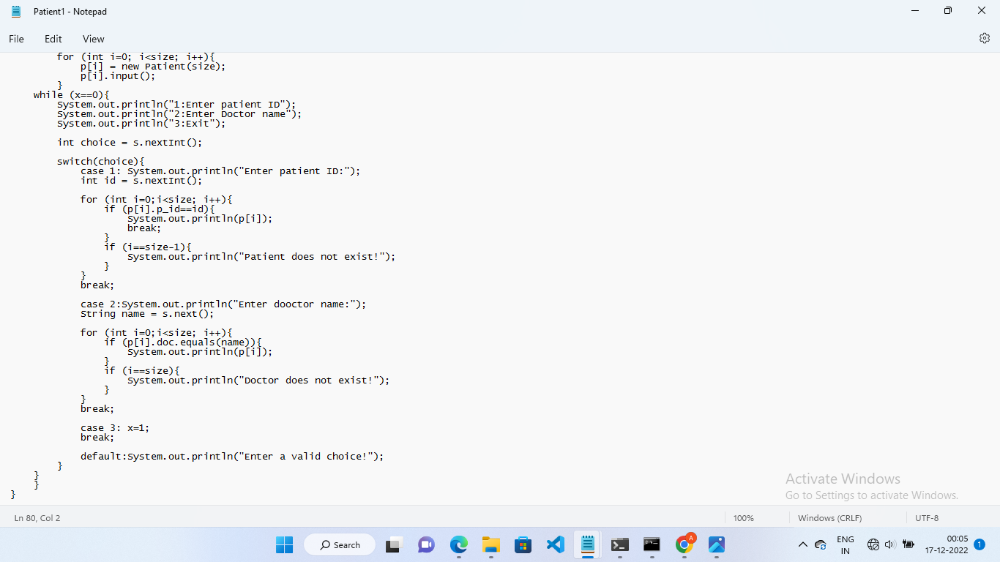 Patient1 - Notepad
File Edit View
for (int i=0; i<size; i++){
p[i] = new Patient(size);
p[i].input();
}
while (x==0){
System.out.println("1:Enter patient ID");
System.out.println("2:Enter Doctor name");
System.out.println("3:Exit");
int choice = s.nextInt();
switch(choice){
case 1: System.out.println("Enter patient ID:");
int id = s.nextInt();
for (int i=0;i<size; i++){
if (p[i].p_id==id){
System.out.println(p[i]);
break;
}
if (i==size-1){
System.out.println("Patient does not exist!");
}
}
break;
case 2:System.out.println("Enter dooctor name:");
String name = s.next();
for (int i=0;i<size; i++){
if (p[i].doc.equals(name)){
System.out.println(p[i]);
}
if (i==size){
System.out.println("Doctor does not exist!");
}
}
break;
case 3: x=1;
break;
default:System.out.println("Enter a valid choice!");
}
}
}
}
Activate Windows
Go to Settings to activate Windows.
Ln 80, Col 2 100% Windows (CRLF) UTF-8
Search
A
ENG
IN
00:05
17-12-2022
1